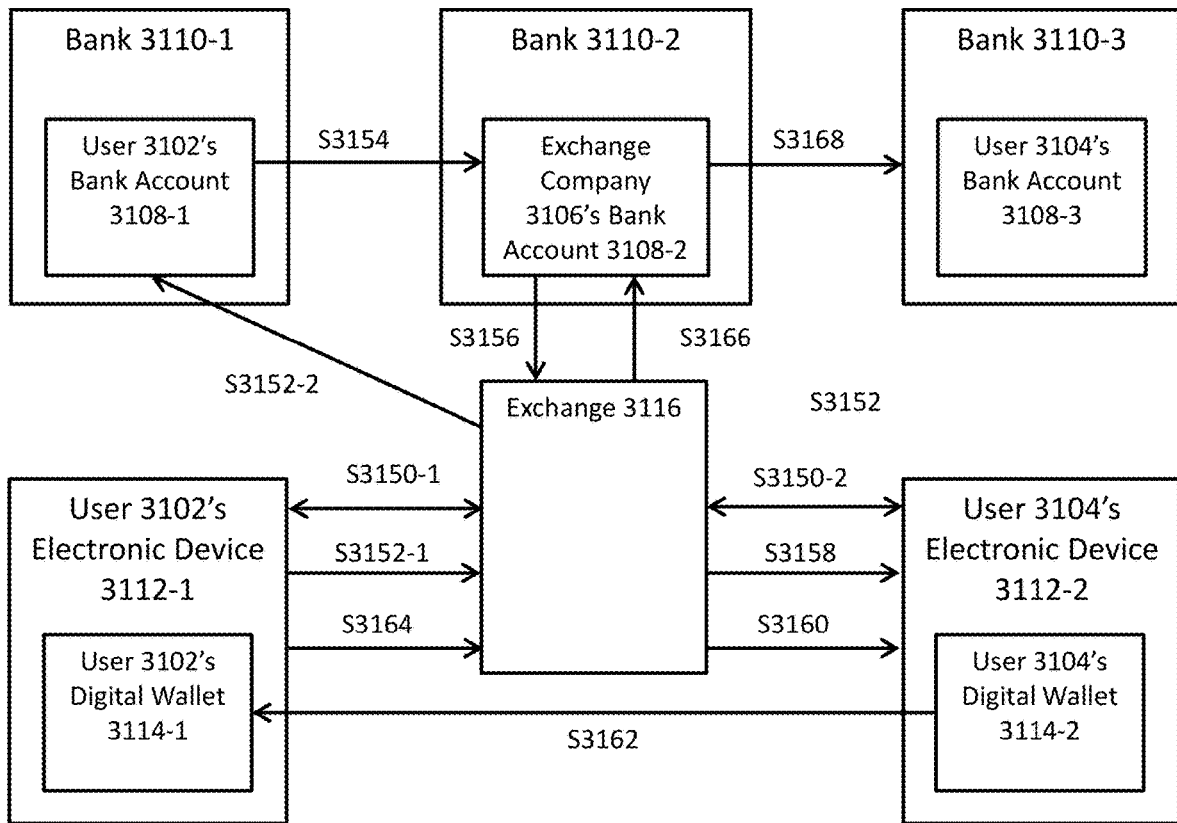 Bank 3110-1
Bank 3110-2
Bank 3110-3
User 3102's
Bank Account
3108-1
S3154
Exchange
Company
3106's Bank
Account 3108-2
S3168
User 3104's
Bank Account
3108-3
S3156
S3166
S3152-2
Exchange 3116
S3152
User 3102's
Electronic Device
3112-1
S3150-1
S3152-1
S3164
S3150-2
S3158
S3160
User 3104's
Electronic Device
3112-2
User 3102's
Digital Wallet
3114-1
User 3104's
Digital Wallet
3114-2
S3162